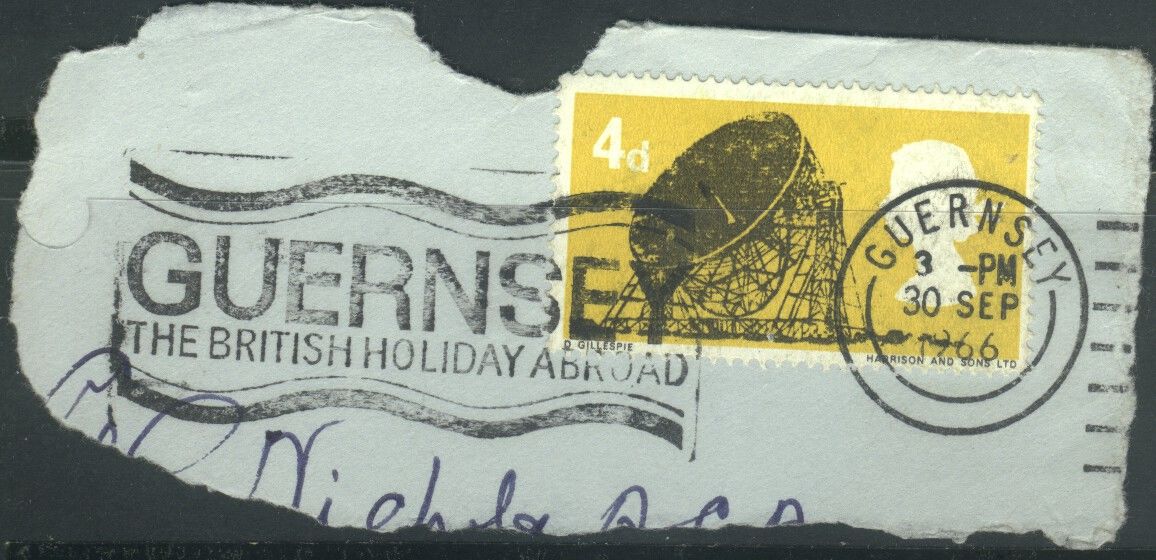 4d
GUERNSEY
THE BRITISH HOLIDAY ABROAD
D GILLESPIE
HARRISON AND SONS LTD
GUERNSEY
3 -PM
30 SEP
1966